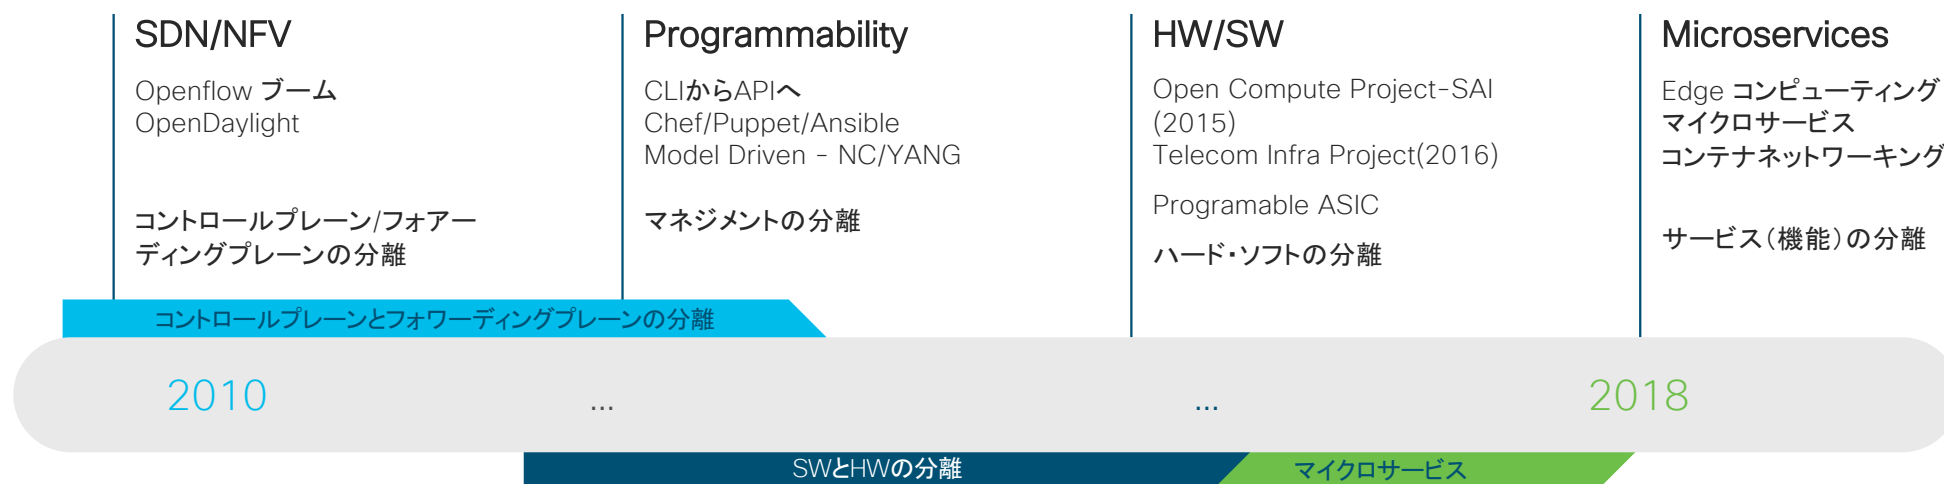 SDN/NFV
Openflow ブーム
OpenDaylight
コントロールプレーン/フォアー
ディングプレーンの分離
Programmability
CLIからAPIへ
Chef/Puppet/Ansible
Model Driven - NC/YANG
マネジメントの分離
HW/SW
Open Compute Project-SAI
(2015)
Telecom Infra Project(2016)
Programable ASIC
ハード・ソフトの分離
Microservices
Edge コンピューティング
マイクロサービス
コンテナネットワーキング
サービス（機能）の分離
コントロールプレーンとフォワーディングプレーンの分離
2010
...
...
2018
SWとHWの分離
マイクロサービス